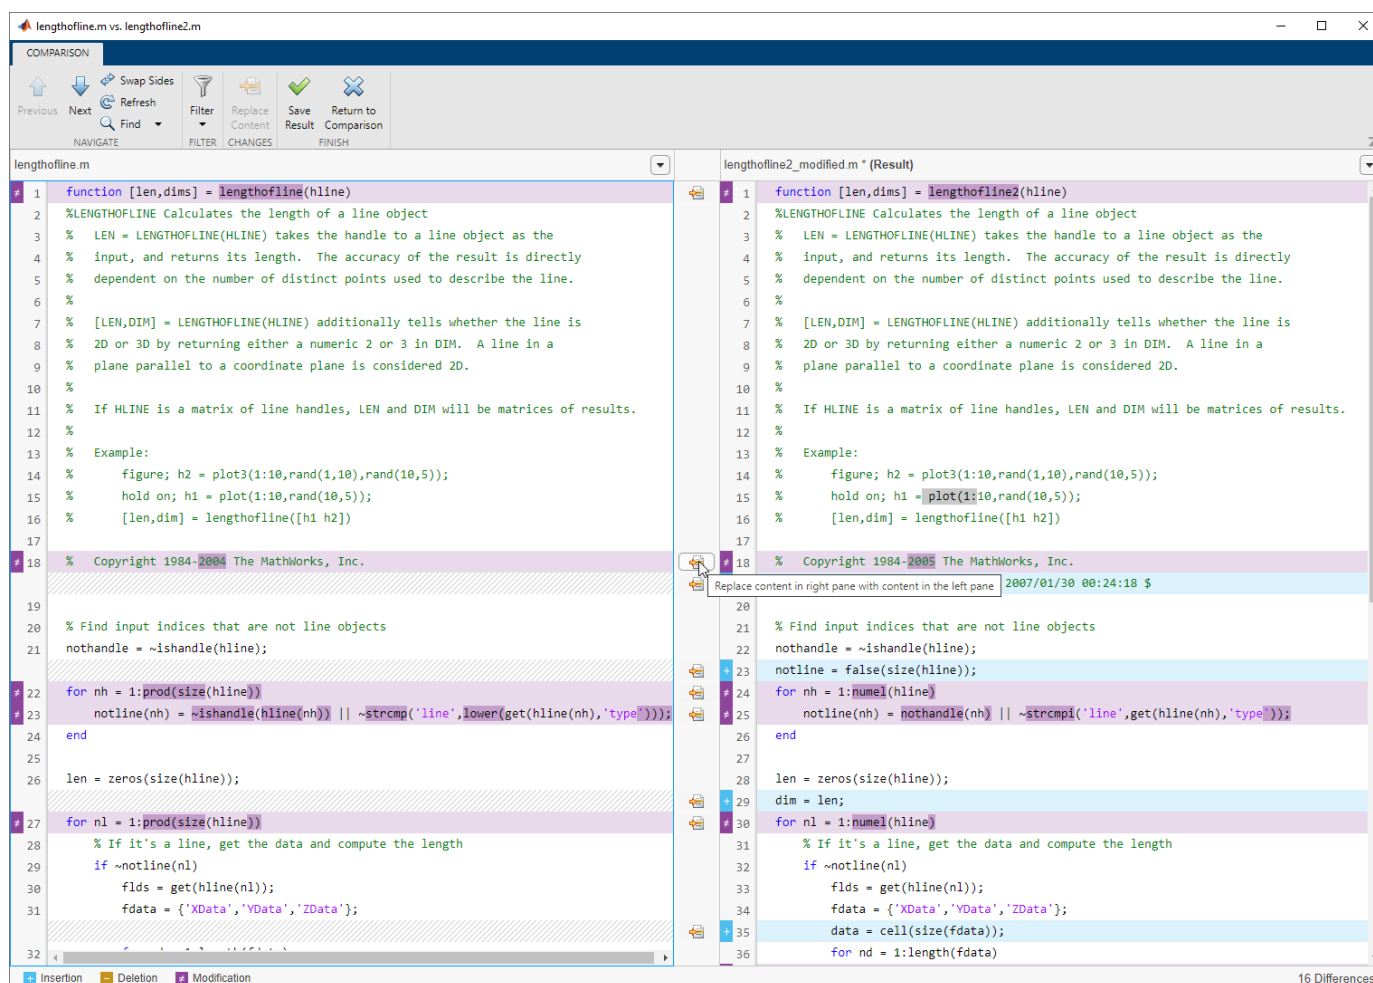 lengthofline.m vs. lengthofline2.m
COMPARISON
Previous
Next
Swap Sides
Refresh
Find
Filter
Replace Content
Save Result
Return to Comparison
NAVIGATE
FILTER
CHANGES
FINISH
lengthofline.m
1 function [len,dims] = lengthofline(hline)
2 %LENGTHOFLINE Calculates the length of a line object
3 %   LEN = LENGTHOFLINE(HLINE) takes the handle to a line object as the
4 %   input, and returns its length.  The accuracy of the result is directly
5 %   dependent on the number of distinct points used to describe the line.
6 %
7 %   [LEN,DIM] = LENGTHOFLINE(HLINE) additionally tells whether the line is
8 %   2D or 3D by returning either a numeric 2 or 3 in DIM.  A line in a
9 %   plane parallel to a coordinate plane is considered 2D.
10 %
11 %   If HLINE is a matrix of line handles, LEN and DIM will be matrices of results.
12 %
13 %   Example:
14 %       figure; h2 = plot3(1:10,rand(1,10),rand(10,5));
15 %       hold on; h1 = plot(1:10,rand(10,5));
16 %       [len,dim] = lengthofline([h1 h2])
17
≠ 18 %   Copyright 1984-2004 The MathWorks, Inc.
19
20 % Find input indices that are not line objects
21 nothandle = ~ishandle(hline);
≠ 22 for nh = 1:prod(size(hline))
≠ 23     notline(nh) = ~ishandle(hline(nh)) || ~strcmp('line',lower(get(hline(nh),'type')));
24 end
25
26 len = zeros(size(hline));
≠ 27 for nl = 1:prod(size(hline))
28     % If it's a line, get the data and compute the length
29     if ~notline(nl)
30         flds = get(hline(nl));
31         fdata = {'XData','YData','ZData'};
32
lengthofline2_modified.m * (Result)
≠ 1 function [len,dims] = lengthofline2(hline)
2 %LENGTHOFLINE Calculates the length of a line object
3 %   LEN = LENGTHOFLINE(HLINE) takes the handle to a line object as the
4 %   input, and returns its length.  The accuracy of the result is directly
5 %   dependent on the number of distinct points used to describe the line.
6 %
7 %   [LEN,DIM] = LENGTHOFLINE(HLINE) additionally tells whether the line is
8 %   2D or 3D by returning either a numeric 2 or 3 in DIM.  A line in a
9 %   plane parallel to a coordinate plane is considered 2D.
10 %
11 %   If HLINE is a matrix of line handles, LEN and DIM will be matrices of results.
12 %
13 %   Example:
14 %       figure; h2 = plot3(1:10,rand(1,10),rand(10,5));
15 %       hold on; h1 = plot(1:10,rand(10,5));
16 %       [len,dim] = lengthofline([h1 h2])
17
≠ 18 %   Copyright 1984-2005 The MathWorks, Inc.
Replace content in right pane with content in the left pane
2007/01/30 00:24:18 $
20
21 % Find input indices that are not line objects
22 nothandle = ~ishandle(hline);
+ 23 notline = false(size(hline));
≠ 24 for nh = 1:numel(hline)
≠ 25     notline(nh) = nothandle(nh) || ~strcmpi('line',get(hline(nh),'type'));
26 end
27
28 len = zeros(size(hline));
+ 29 dim = len;
≠ 30 for nl = 1:numel(hline)
31     % If it's a line, get the data and compute the length
32     if ~notline(nl)
33         flds = get(hline(nl));
34         fdata = {'XData','YData','ZData'};
+ 35         data = cell(size(fdata));
36         for nd = 1:length(fdata)
+ Insertion
− Deletion
≠ Modification
16 Differences